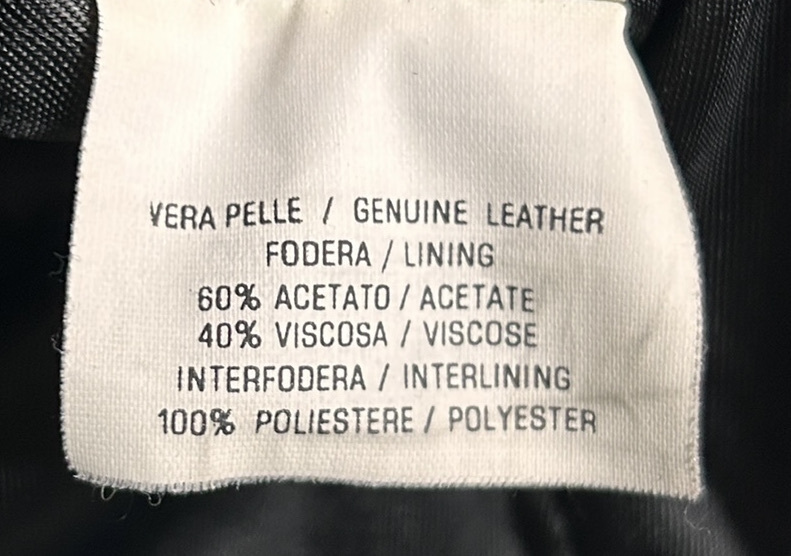 VERA PELLE / GENUINE LEATHER
FODERA / LINING
60% ACETATO / ACETATE
40% VISCOSA / VISCOSE
INTERFODERA / INTERLINING
100% POLIESTERE / POLYESTER